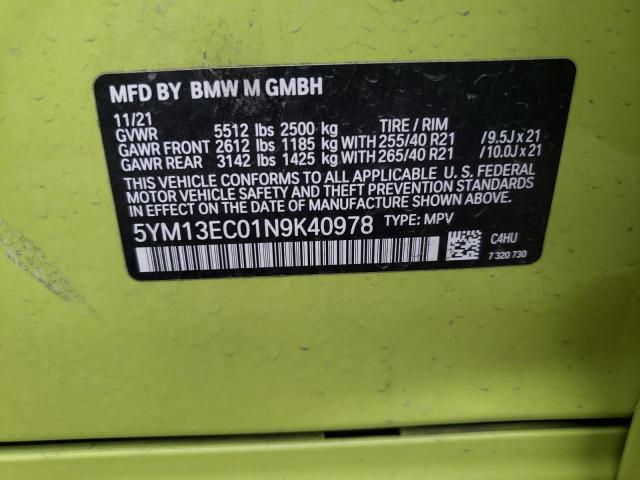 MFD BY BMW M GMBH
11/21
GVWR 5512 lbs 2500 kg TIRE / RIM
GAWR FRONT 2612 lbs 1185 kg WITH 255/40 R21 / 9.5J x 21
GAWR REAR 3142 lbs 1425 kg WITH 265/40 R21 / 10.0J x 21
THIS VEHICLE CONFORMS TO ALL APPLICABLE U. S. FEDERAL
MOTOR VEHICLE SAFETY AND THEFT PREVENTION STANDARDS
IN EFFECT ON THE DATE OF MANUFACTURE SHOWN ABOVE.
5YM13EC01N9K40978 TYPE: MPV
C4HU
7 320 730